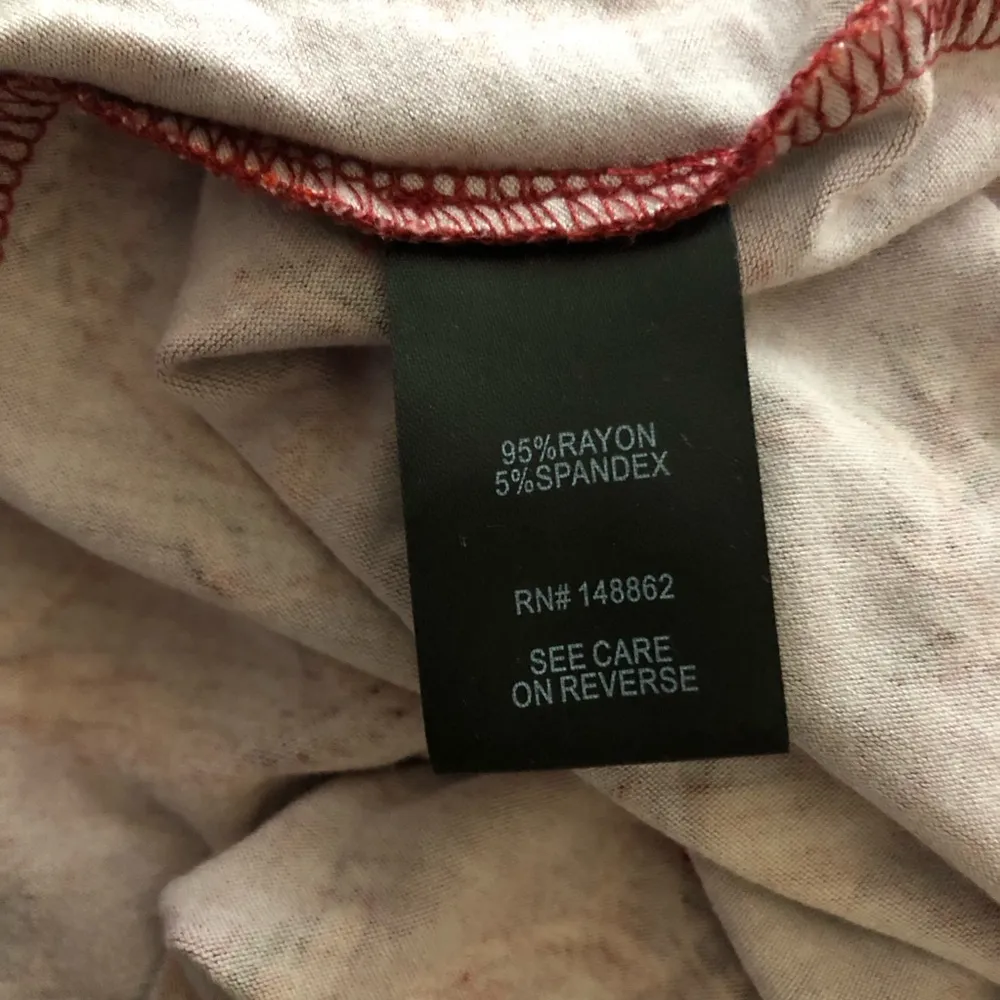 95%RAYON
5%SPANDEX
RN# 148862
SEE CARE
ON REVERSE